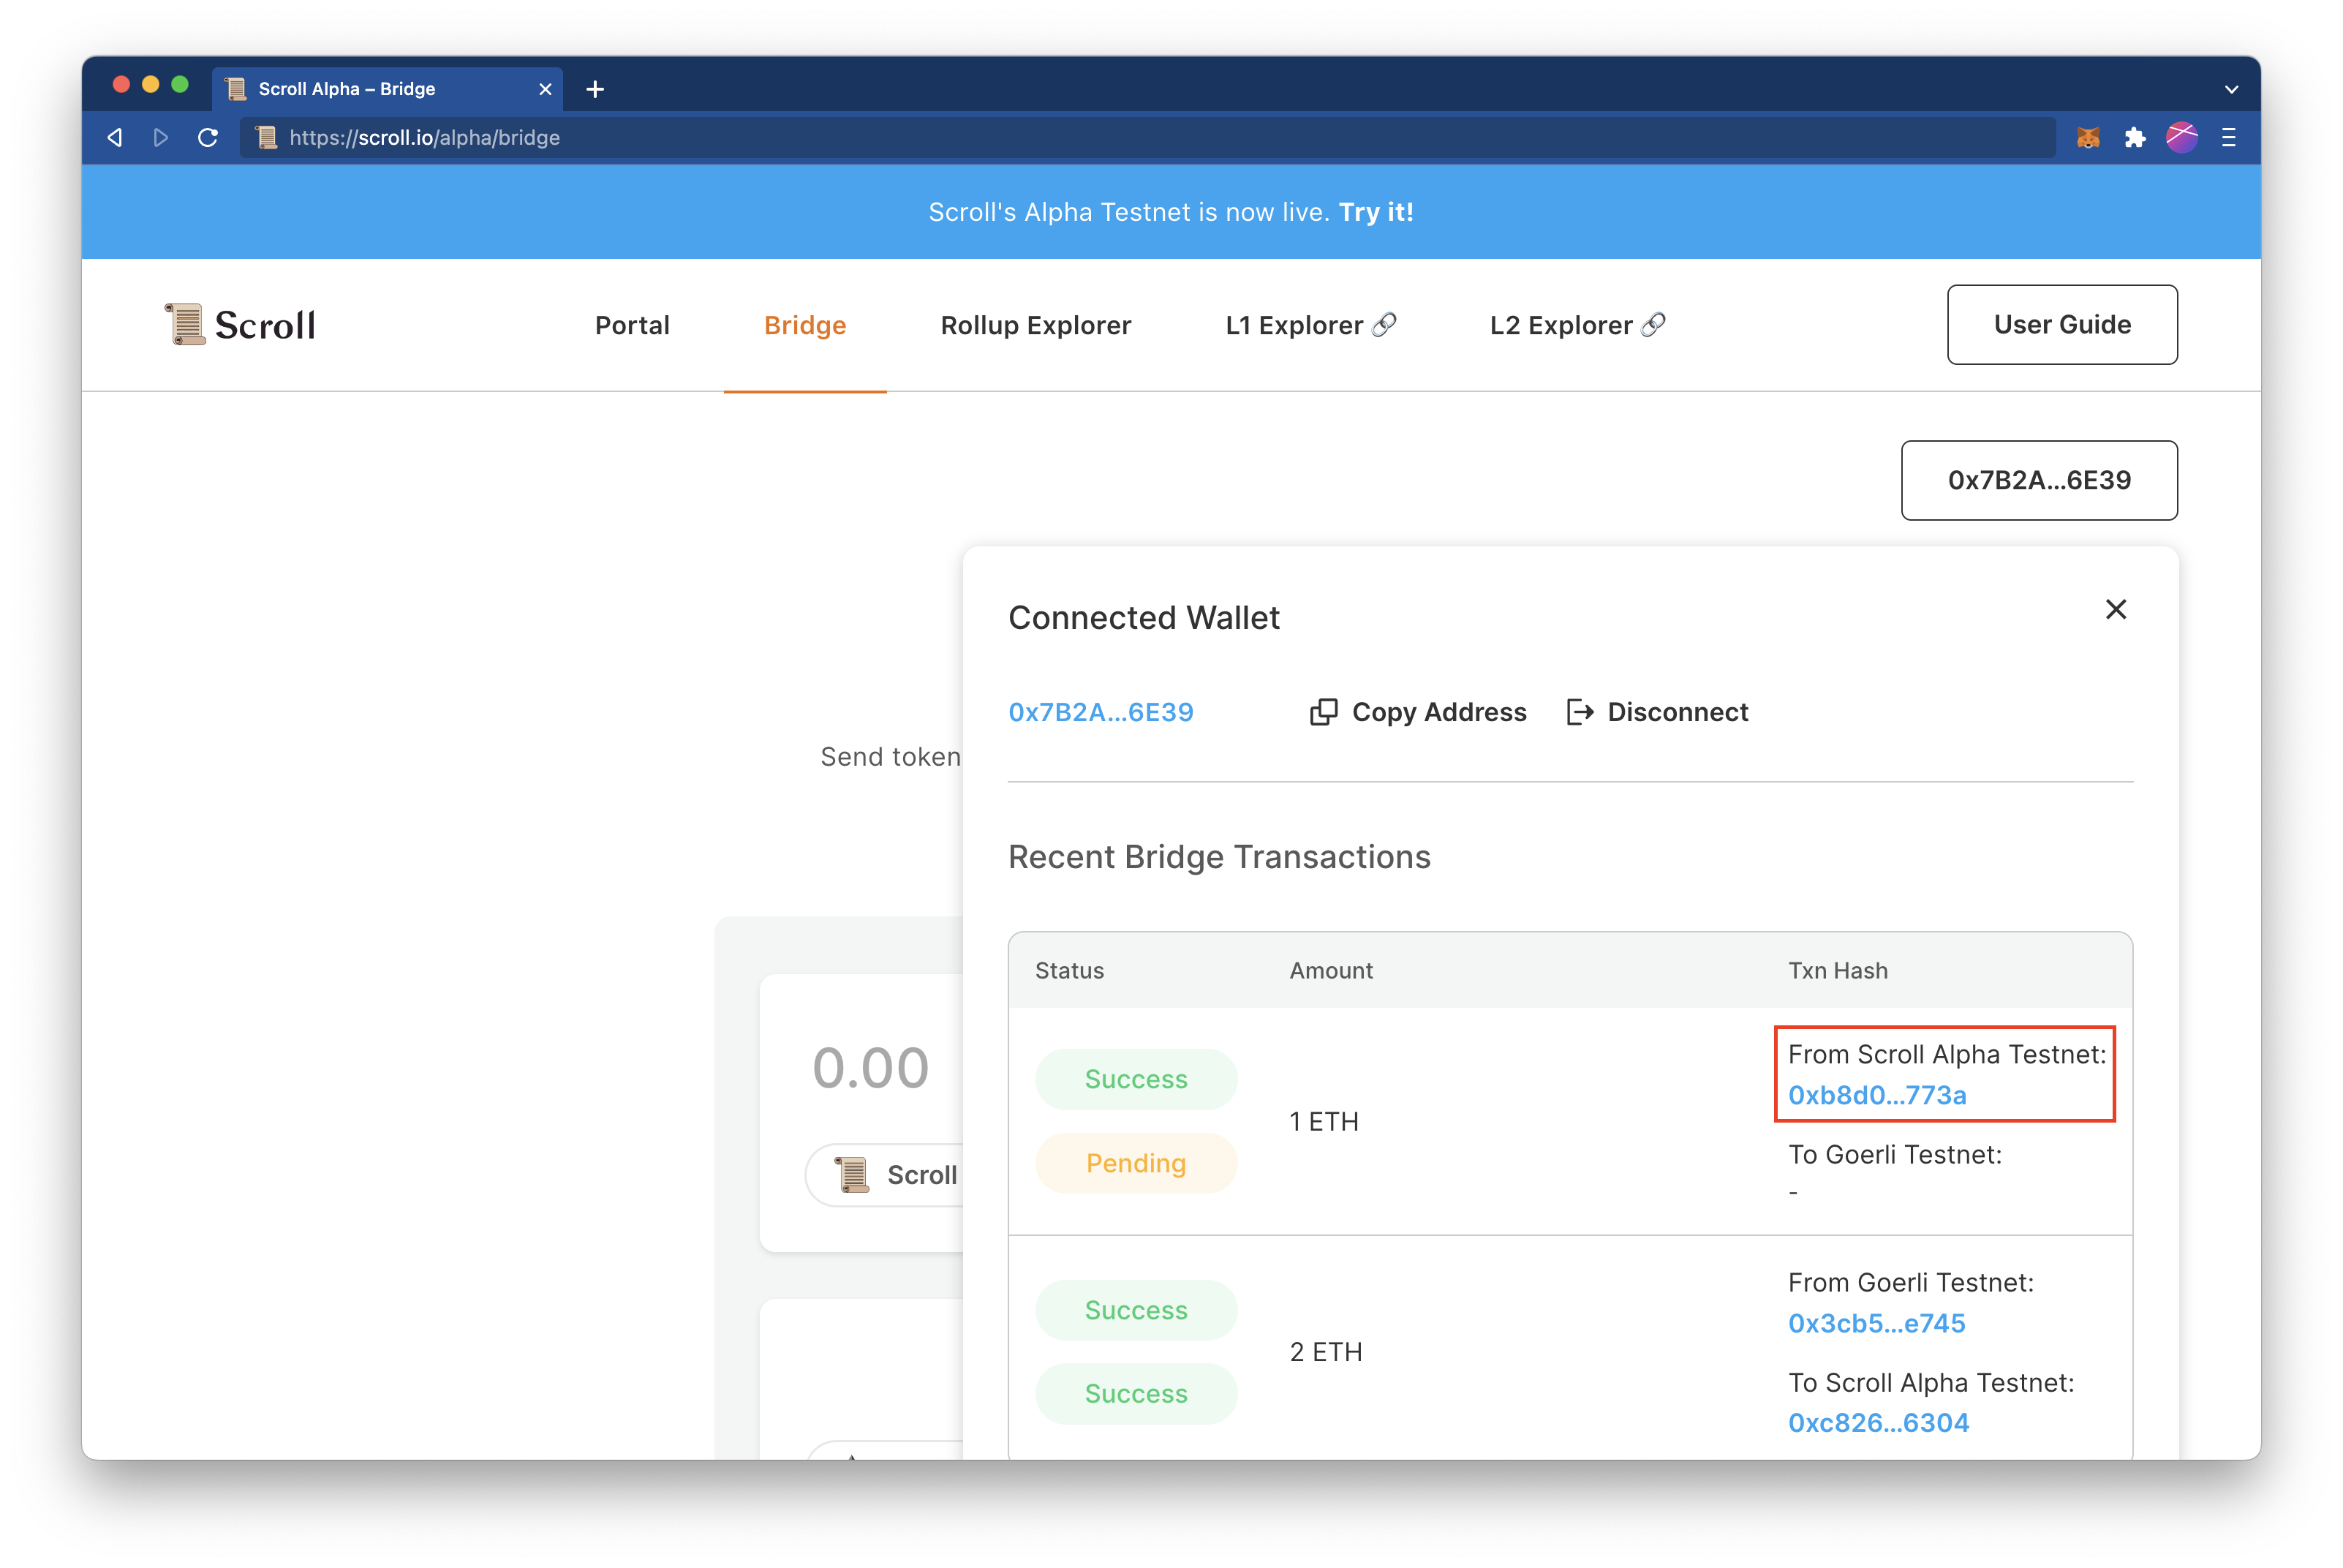 Scroll Alpha – Bridge
https://scroll.io/alpha/bridge
Scroll's Alpha Testnet is now live. Try it!
Scroll
Portal
Bridge
Rollup Explorer
L1 Explorer
L2 Explorer
User Guide
0x7B2A...6E39
Connected Wallet
0x7B2A...6E39
Copy Address
Disconnect
Send token
Recent Bridge Transactions
Status
Amount
Txn Hash
0.00
Scroll
Success
Pending
1 ETH
From Scroll Alpha Testnet:
0xb8d0...773a
To Goerli Testnet:
-
Success
Success
2 ETH
From Goerli Testnet:
0x3cb5...e745
To Scroll Alpha Testnet:
0xc826...6304